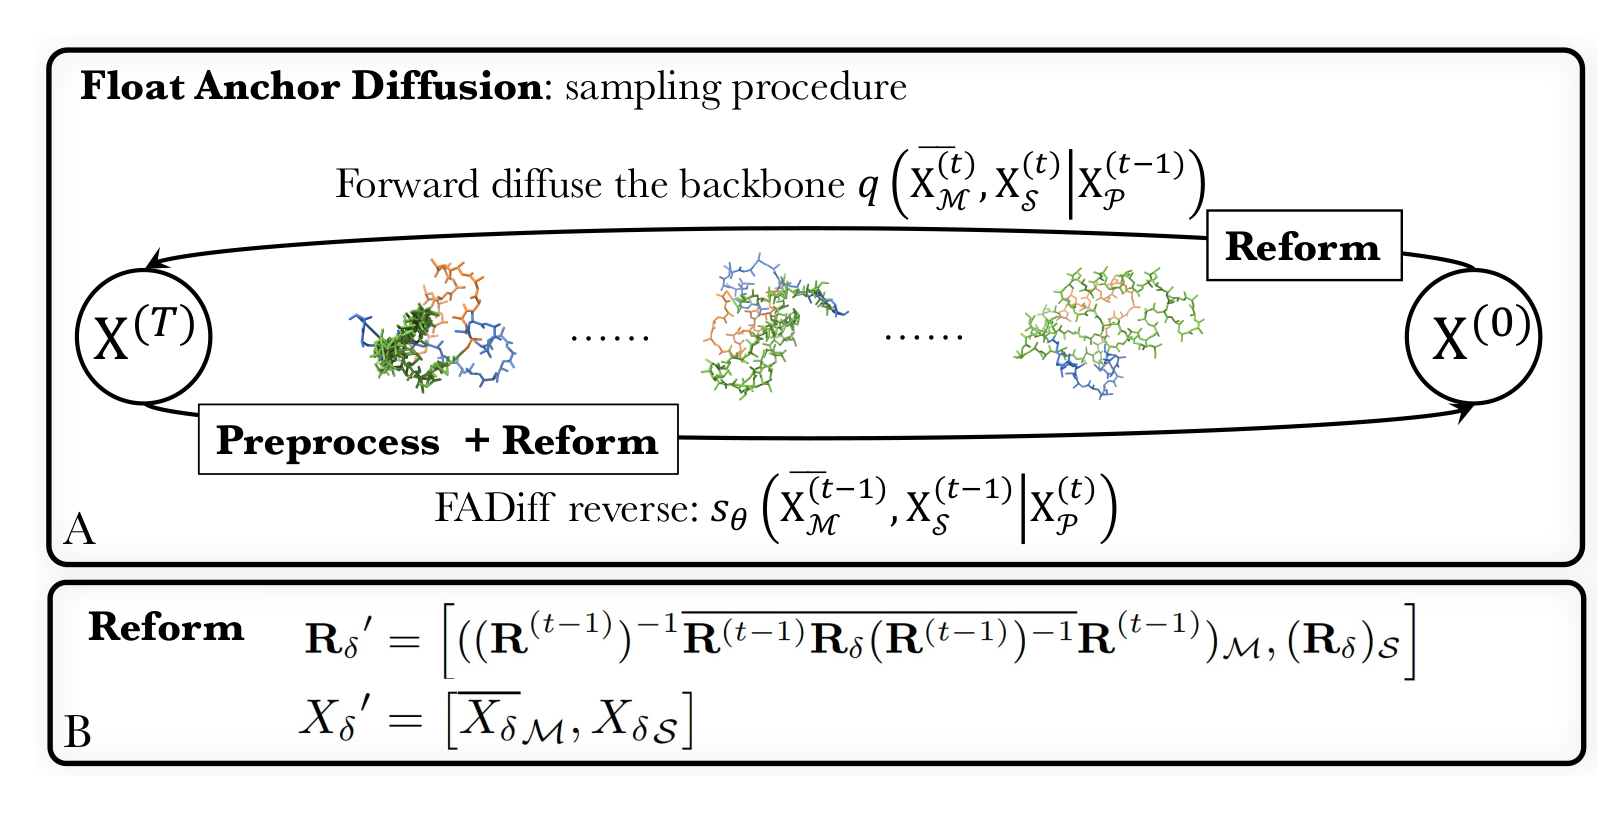 Float Anchor Diffusion: sampling procedure
Forward diffuse the backbone $q\left(\overline{X_{\mathcal{M}}^{(t)}}, X_{\mathcal{S}}^{(t)} \middle| X_{\mathcal{P}}^{(t-1)}\right)$
Reform
$X^{(T)}$
......
......
$X^{(0)}$
Preprocess + Reform
FADiff reverse: $s_\theta\left(\overline{X_{\mathcal{M}}^{(t-1)}}, X_{\mathcal{S}}^{(t-1)} \middle| X_{\mathcal{P}}^{(t)}\right)$
A
Reform
$\mathbf{R}_\delta{}' = \left[((\mathbf{R}^{(t-1)})^{-1}\overline{\mathbf{R}^{(t-1)}\mathbf{R}_\delta(\mathbf{R}^{(t-1)})^{-1}}\mathbf{R}^{(t-1)})_{\mathcal{M}}, (\mathbf{R}_\delta)_{\mathcal{S}}\right]$
$X_\delta{}' = \left[\overline{X_\delta}_{\mathcal{M}}, X_{\delta\mathcal{S}}\right]$
B